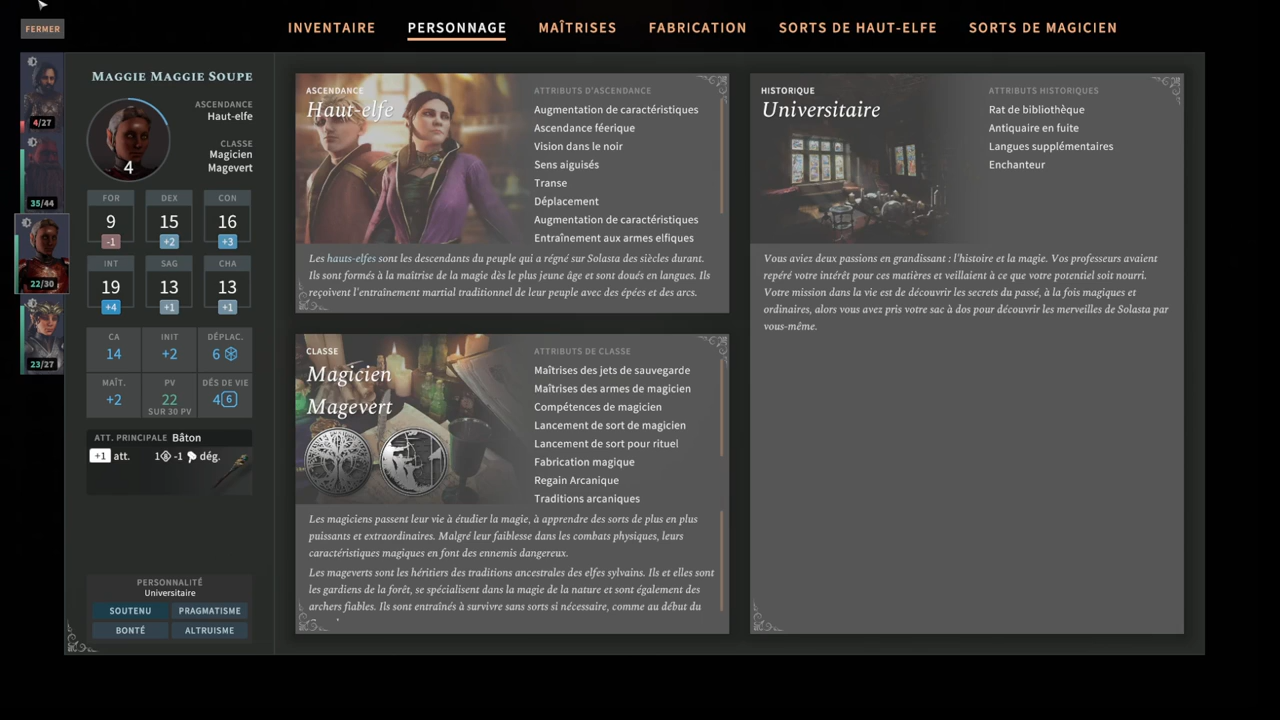 FERMER
INVENTAIRE PERSONNAGE MAÎTRISES FABRICATION SORTS DE HAUT-ELFE SORTS DE MAGICIEN
4/27
35/44
22/30
23/27
Maggie Maggie Soupe
ASCENDANCE
Haut-elfe
CLASSE
Magicien
Magevert
4
FOR DEX CON
9 15 16
-1 +2 +3
INT SAG CHA
19 13 13
+4 +1 +1
CA INIT DÉPLAC.
14 +2 6
MAÎT. PV DÉS DE VIE
+2 22 4 6
SUR 30 PV
ATT. PRINCIPALE Bâton
+1 att. 1 -1 dég.
PERSONNALITÉ
Universitaire
SOUTENU PRAGMATISME
BONTÉ ALTRUISME
ASCENDANCE
Haut-elfe
ATTRIBUTS D'ASCENDANCE
Augmentation de caractéristiques
Ascendance féerique
Vision dans le noir
Sens aiguisés
Transe
Déplacement
Augmentation de caractéristiques
Entraînement aux armes elfiques
Les hauts-elfes sont les descendants du peuple qui a régné sur Solasta des siècles durant.
Ils sont formés à la maîtrise de la magie dès le plus jeune âge et sont doués en langues. Ils
reçoivent l'entraînement martial traditionnel de leur peuple avec des épées et des arcs.
CLASSE
Magicien
Magevert
ATTRIBUTS DE CLASSE
Maîtrises des jets de sauvegarde
Maîtrises des armes de magicien
Compétences de magicien
Lancement de sort de magicien
Lancement de sort pour rituel
Fabrication magique
Regain Arcanique
Traditions arcaniques
Les magiciens passent leur vie à étudier la magie, à apprendre des sorts de plus en plus
puissants et extraordinaires. Malgré leur faiblesse dans les combats physiques, leurs
caractéristiques magiques en font des ennemis dangereux.
Les mageverts sont les héritiers des traditions ancestrales des elfes sylvains. Ils et elles sont
les gardiens de la forêt, se spécialisent dans la magie de la nature et sont également des
archers fiables. Ils sont entraînés à survivre sans sorts si nécessaire, comme au début du
HISTORIQUE
Universitaire
ATTRIBUTS HISTORIQUES
Rat de bibliothèque
Antiquaire en fuite
Langues supplémentaires
Enchanteur
Vous aviez deux passions en grandissant : l'histoire et la magie. Vos professeurs avaient
repéré votre intérêt pour ces matières et veillaient à ce que votre potentiel soit nourri.
Votre mission dans la vie est de découvrir les secrets du passé, à la fois magiques et
ordinaires, alors vous avez pris votre sac à dos pour découvrir les merveilles de Solasta par
vous-même.